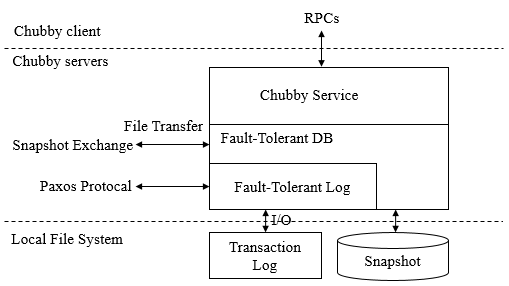 RPCs
Chubby client
Chubby servers
Chubby Service
File Transfer
Fault-Tolerant DB
Snapshot Exchange
Paxos Protocal
Fault-Tolerant Log
I/O
Local File System
Transaction
Log
Snapshot